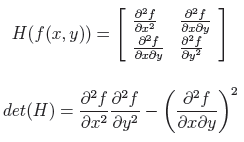 H(f(x, y)) = [ ∂²f/∂x² ∂²f/∂x∂y
∂²f/∂x∂y ∂²f/∂y² ]
det(H) = ∂²f/∂x² ∂²f/∂y² − (∂²f/∂x∂y)²